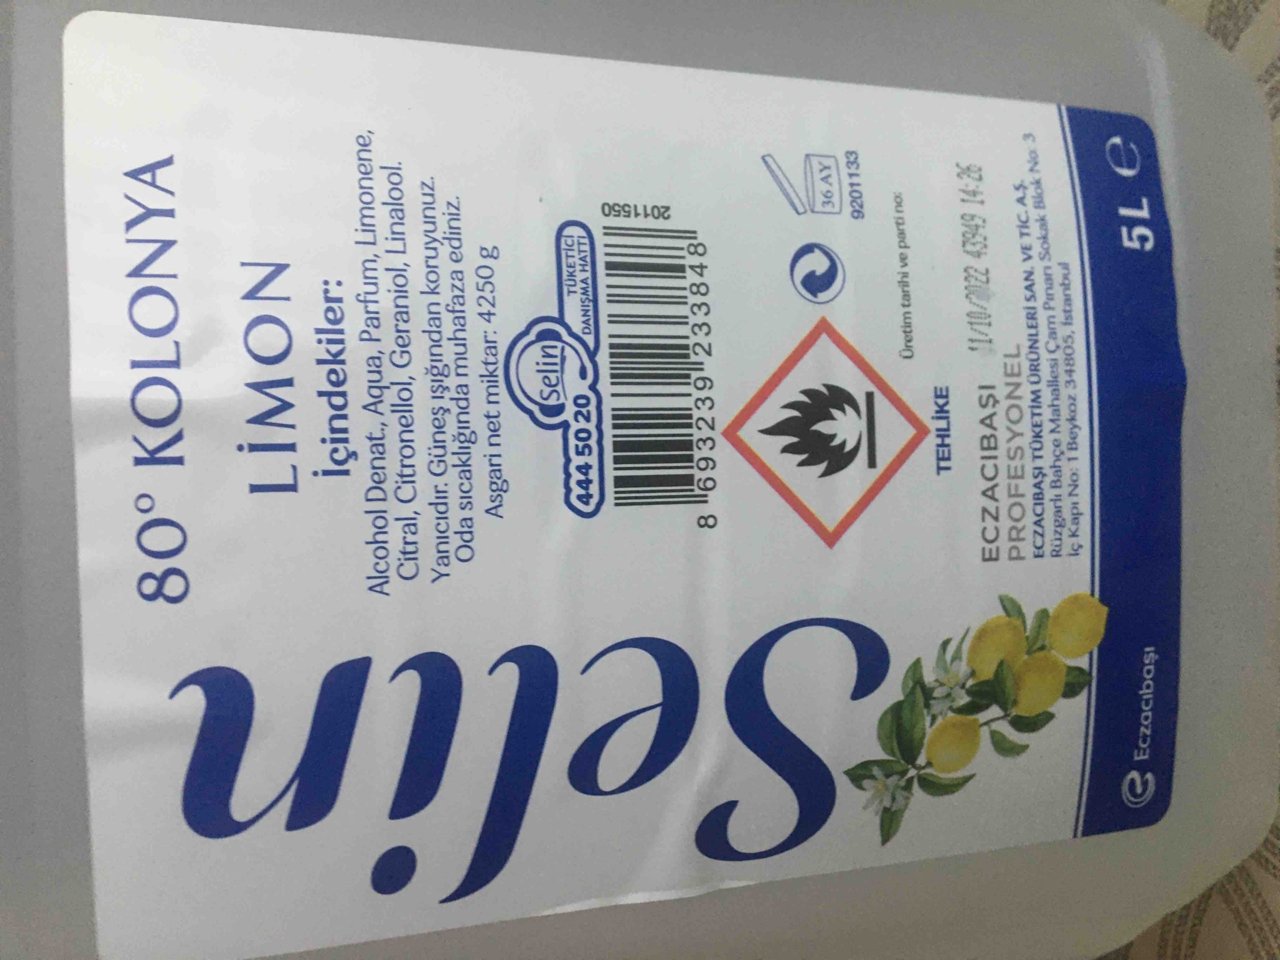 Selin
80° KOLONYA
LİMON
İçindekiler:
Alcohol Denat., Aqua, Parfum, Limonene,
Citral, Citronellol, Geraniol, Linalool.
Yanıcıdır. Güneş ışığından koruyunuz.
Oda sıcaklığında muhafaza ediniz.
Asgari net miktar: 4250 g
444 50 20
Selin
TÜKETİCİ
DANIŞMA HATTI
2011550
8 693239 233848
36 AY
9201133
TEHLİKE
Üretim tarihi ve parti no:
11/10/2022 43949 14:26
ECZACIBAŞI
PROFESYONEL
ECZACIBAŞI TÜKETİM ÜRÜNLERİ SAN. VE TİC. A.Ş.
Rüzgarlı Bahçe Mahallesi Çam Pınarı Sokak Blok No: 3
İç Kapı No: 1 Beykoz 34805, İstanbul
Eczacıbaşı
5 L e